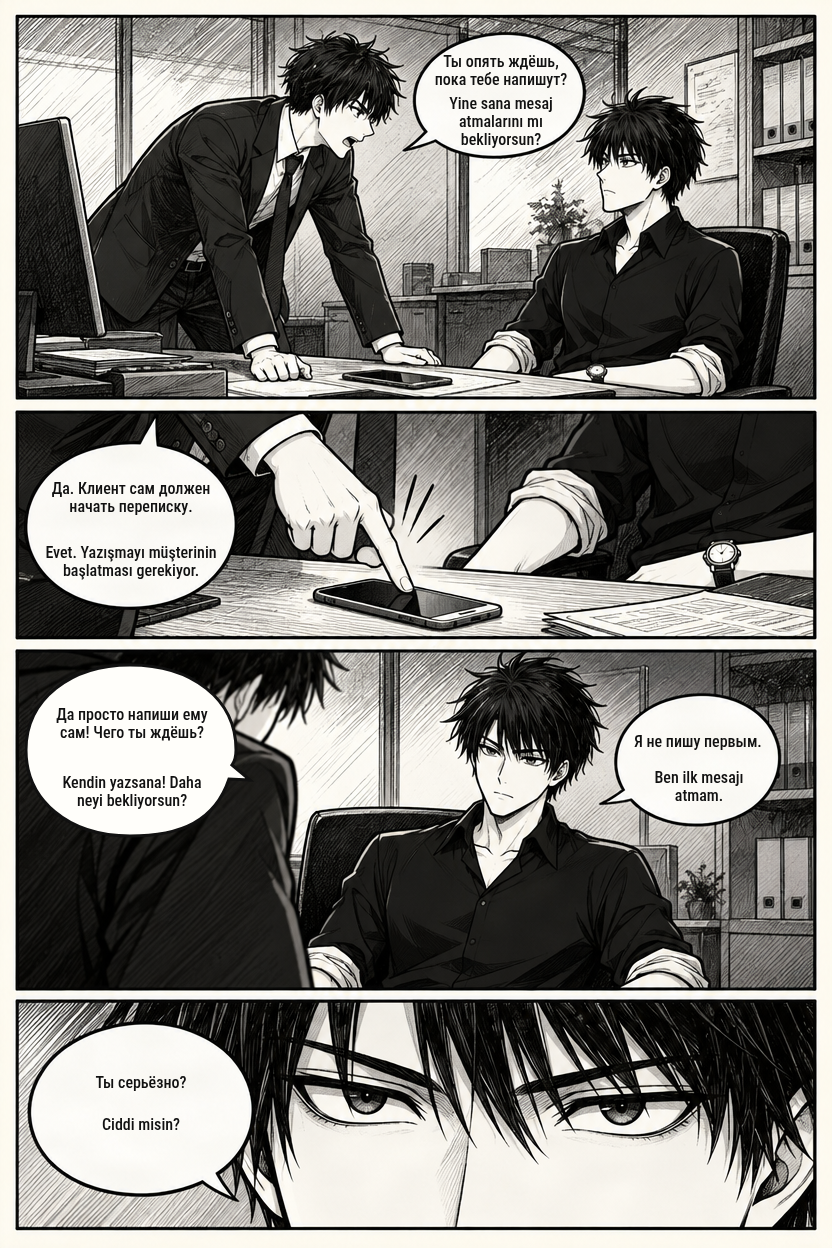 Ты опять ждёшь,
пока тебе напишут?
Yine sana mesaj
atmalarını mı
bekliyorsun?
Да. Клиент сам должен
начать переписку.
Evet. Yazışmayı müşterinin
başlatması gerekiyor.
Да просто напиши ему
сам! Чего ты ждёшь?
Kendin yazsana! Daha
neyi bekliyorsun?
Я не пишу первым.
Ben ilk mesajı
atmam.
Ты серьёзно?
Ciddi misin?